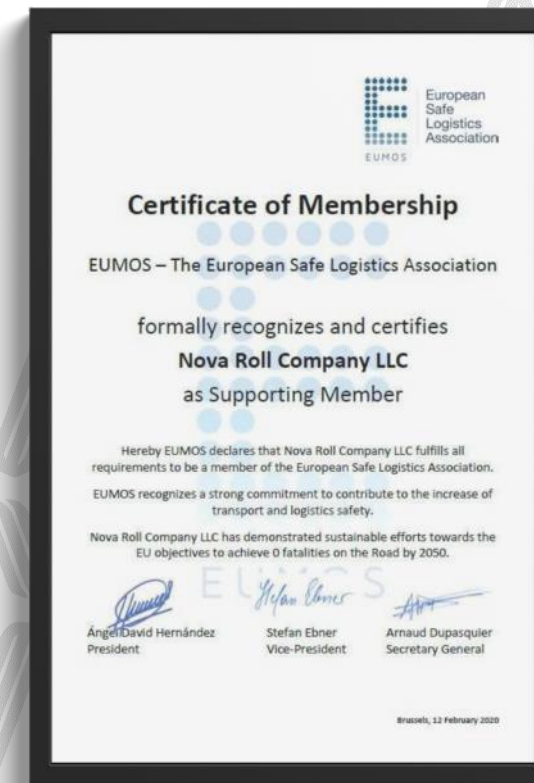 European
Safe
Logistics
Association
EUMOS
Certificate of Membership
EUMOS – The European Safe Logistics Association
formally recognizes and certifies
Nova Roll Company LLC
as Supporting Member
Hereby EUMOS declares that Nova Roll Company LLC fulfills all
requirements to be a member of the European Safe Logistics Association.
EUMOS recognizes a strong commitment to contribute to the increase of
transport and logistics safety.
Nova Roll Company LLC has demonstrated sustainable efforts towards the
EU objectives to achieve 0 fatalities on the Road by 2050.
EUMOS
Stefan Ebner
Ángel David Hernández
Stefan Ebner
Arnaud Dupasquier
President
Vice-President
Secretary General
Brussels, 12 February 2020